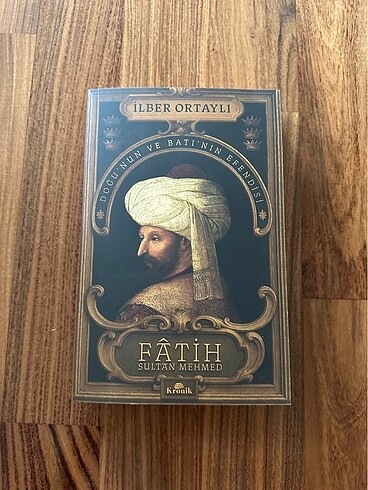 İLBER ORTAYLI
DOĞU'NUN VE BATI'NIN EFENDİSİ
FÂTİH
SULTAN MEHMED
Kronik